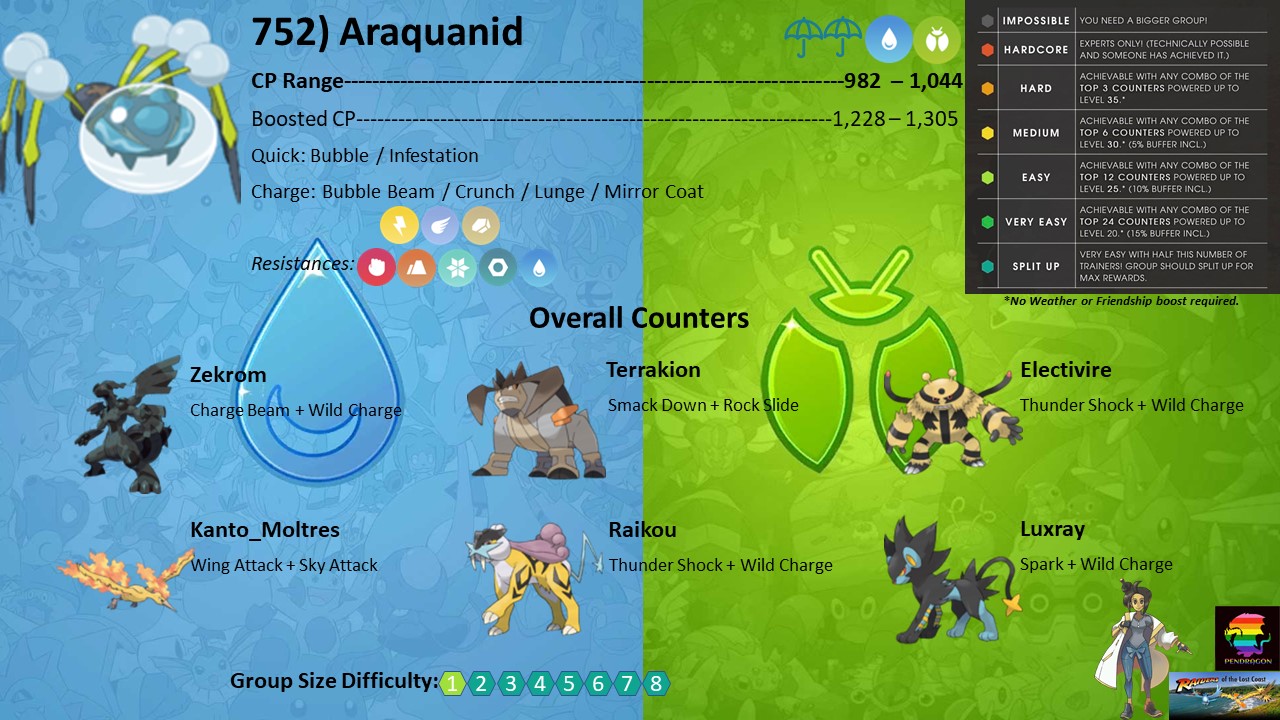 752) Araquanid
CP Range-----------------------------------------------------------------------982 – 1,044
Boosted CP--------------------------------------------------------------------1,228 – 1,305
Quick: Bubble / Infestation
Charge: Bubble Beam / Crunch / Lunge / Mirror Coat
Resistances:
IMPOSSIBLE YOU NEED A BIGGER GROUP!
HARDCORE EXPERTS ONLY! (TECHNICALLY POSSIBLE
AND SOMEONE HAS ACHIEVED IT.)
HARD ACHIEVABLE WITH ANY COMBO OF THE
TOP 3 COUNTERS POWERED UP TO
LEVEL 35.*
MEDIUM ACHIEVABLE WITH ANY COMBO OF THE
TOP 6 COUNTERS POWERED UP TO
LEVEL 30.* (5% BUFFER INCL.)
EASY ACHIEVABLE WITH ANY COMBO OF THE
TOP 12 COUNTERS POWERED UP TO
LEVEL 25.* (10% BUFFER INCL.)
VERY EASY ACHIEVABLE WITH ANY COMBO OF THE
TOP 24 COUNTERS POWERED UP TO
LEVEL 20.* (15% BUFFER INCL.)
SPLIT UP VERY EASY WITH HALF THIS NUMBER OF
TRAINERS! GROUP SHOULD SPLIT UP FOR
MAX REWARDS.
*No Weather or Friendship boost required.
Overall Counters
Zekrom
Charge Beam + Wild Charge
Terrakion
Smack Down + Rock Slide
Electivire
Thunder Shock + Wild Charge
Kanto_Moltres
Wing Attack + Sky Attack
Raikou
Thunder Shock + Wild Charge
Luxray
Spark + Wild Charge
Group Size Difficulty: 1 2 3 4 5 6 7 8
PENDRAGON
RAIDERS of the Lost Coast